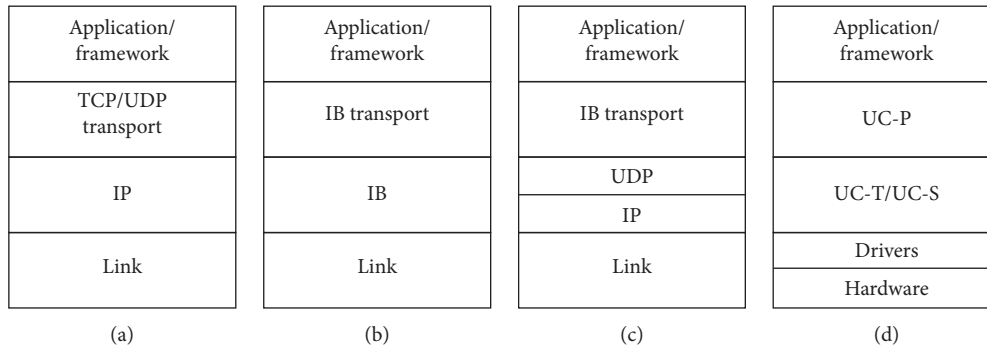 Application/
framework
TCP/UDP
transport
IP
Link
(a)
Application/
framework
IB transport
IB
Link
(b)
Application/
framework
IB transport
UDP
IP
Link
(c)
Application/
framework
UC-P
UC-T/UC-S
Drivers
Hardware
(d)